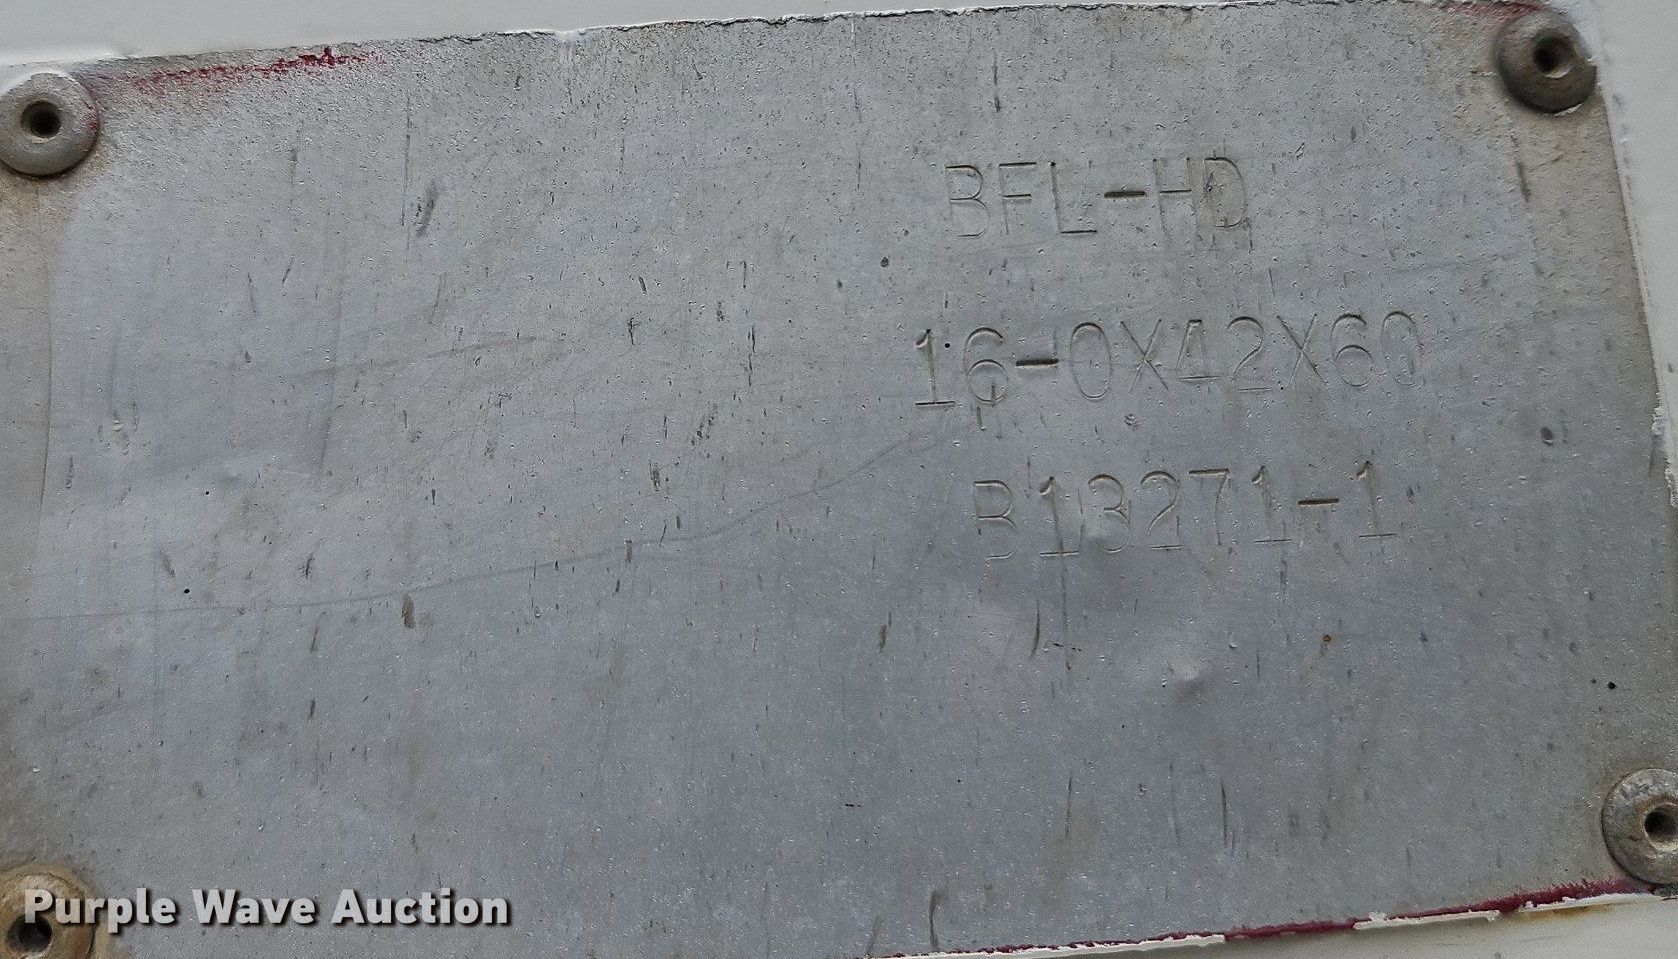 BFL-HD
16-0X42X60
B13271-1
Purple Wave Auction